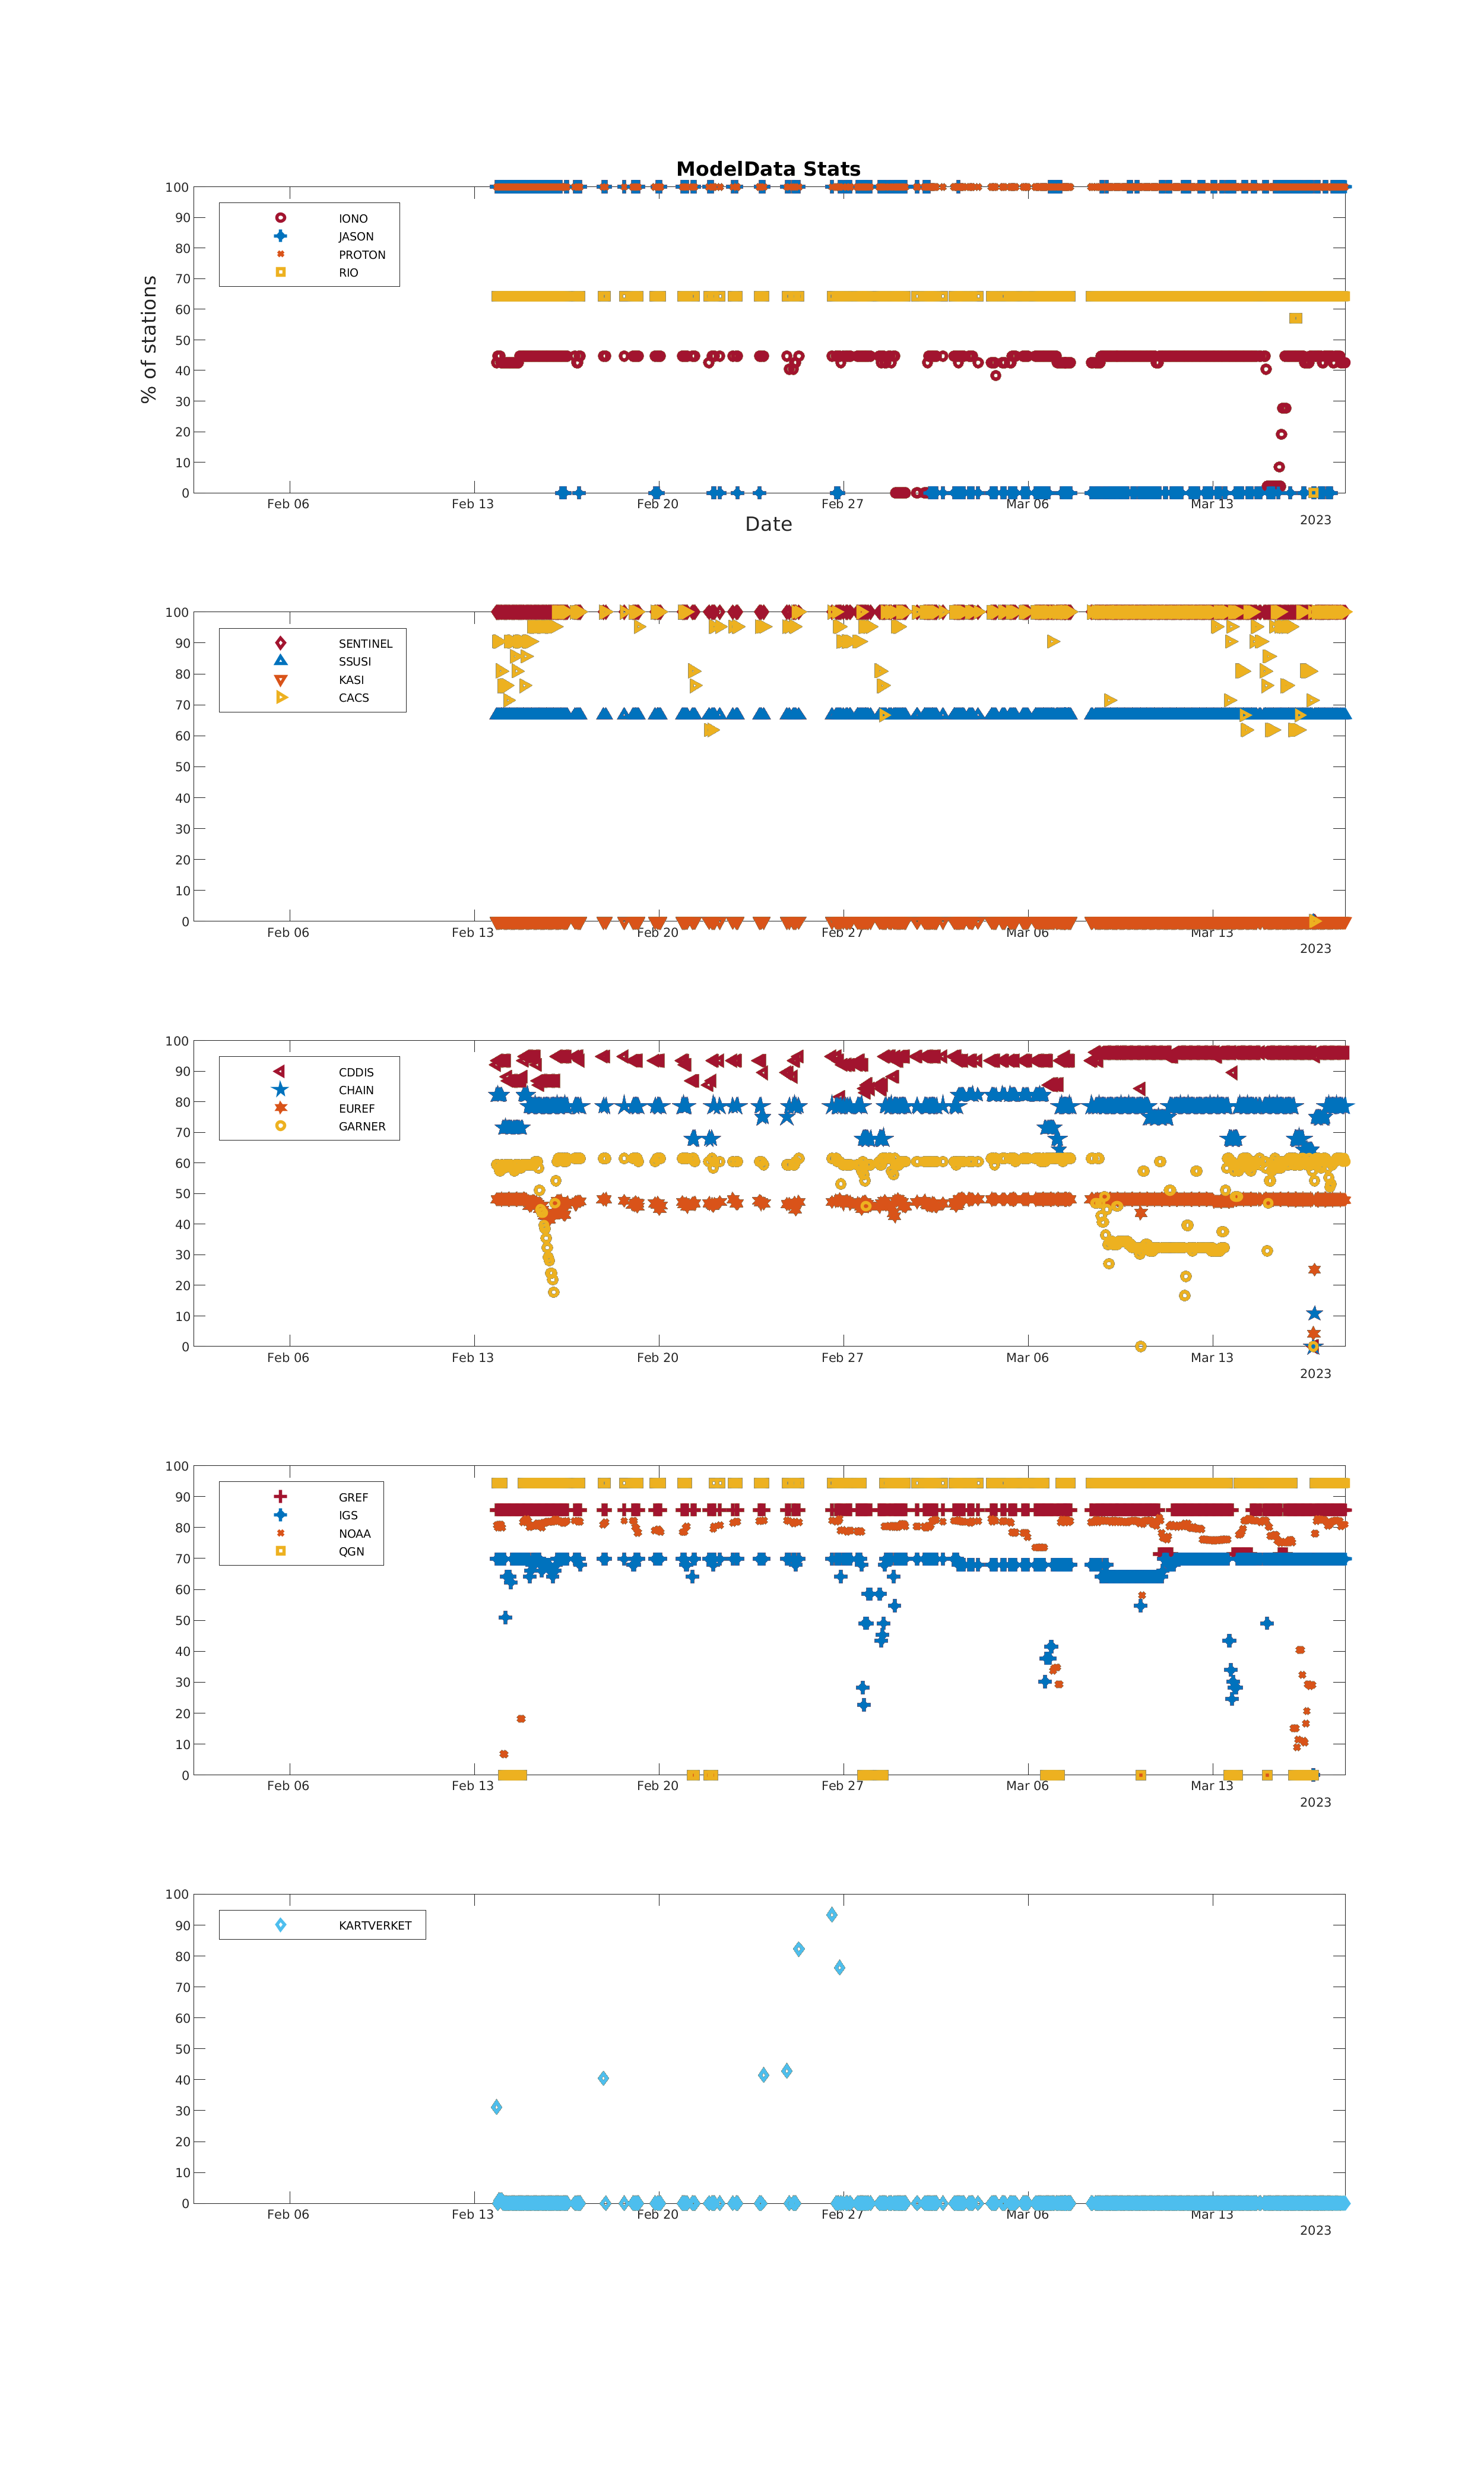 ModelData Stats
100
90
80
70
60
50
40
30
20
10
0
% of stations
IONO
JASON
PROTON
RIO
Feb 06
Feb 13
Feb 20
Feb 27
Mar 06
Mar 13
2023
Date
100
90
80
70
60
50
40
30
20
10
0
SENTINEL
SSUSI
KASI
CACS
Feb 06
Feb 13
Feb 20
Feb 27
Mar 06
Mar 13
2023
100
90
80
70
60
50
40
30
20
10
0
CDDIS
CHAIN
EUREF
GARNER
Feb 06
Feb 13
Feb 20
Feb 27
Mar 06
Mar 13
2023
100
90
80
70
60
50
40
30
20
10
0
GREF
IGS
NOAA
QGN
Feb 06
Feb 13
Feb 20
Feb 27
Mar 06
Mar 13
2023
100
90
80
70
60
50
40
30
20
10
0
KARTVERKET
Feb 06
Feb 13
Feb 20
Feb 27
Mar 06
Mar 13
2023